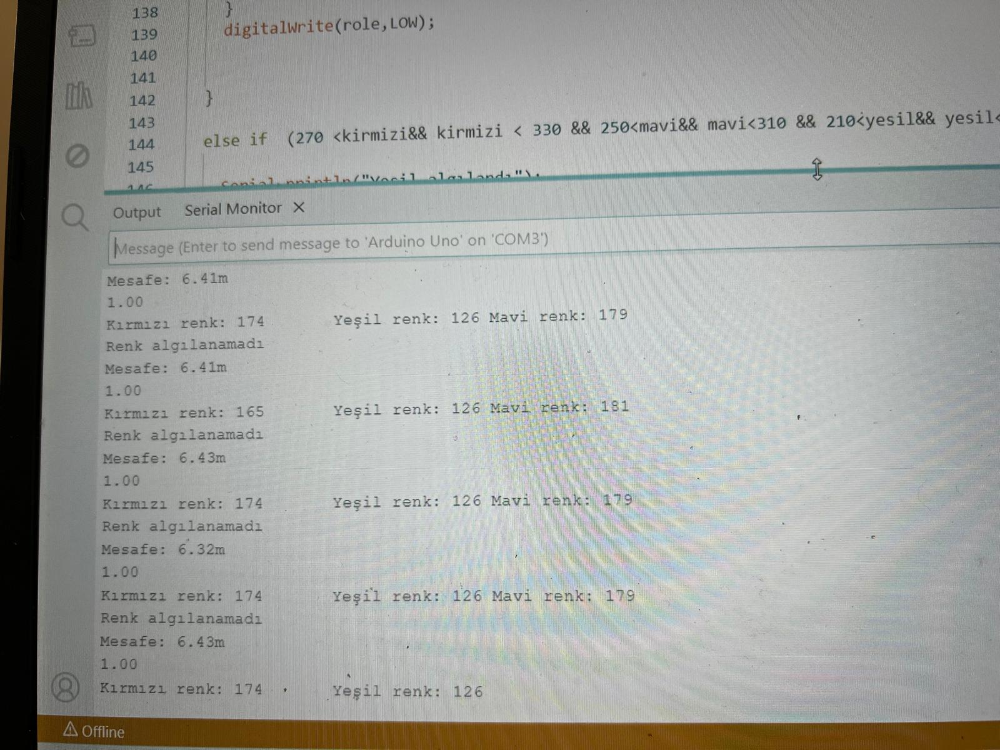 138 }
139 digitalWrite(role,LOW);
140
141
142 }
143
144 else if (270 <kirmizi&& kirmizi < 330 && 250<mavi&& mavi<310 && 210<yesil&& yesil<
145
Output Serial Monitor X
Message (Enter to send message to 'Arduino Uno' on 'COM3')
Mesafe: 6.41m
1.00
Kırmızı renk: 174 Yeşil renk: 126 Mavi renk: 179
Renk algılanamadı
Mesafe: 6.41m
1.00
Kırmızı renk: 165 Yeşil renk: 126 Mavi renk: 181
Renk algılanamadı
Mesafe: 6.43m
1.00
Kırmızı renk: 174 Yeşil renk: 126 Mavi renk: 179
Renk algılanamadı
Mesafe: 6.32m
1.00
Kırmızı renk: 174 Yeşil renk: 126 Mavi renk: 179
Renk algılanamadı
Mesafe: 6.43m
1.00
Kırmızı renk: 174 Yeşil renk: 126
Offline